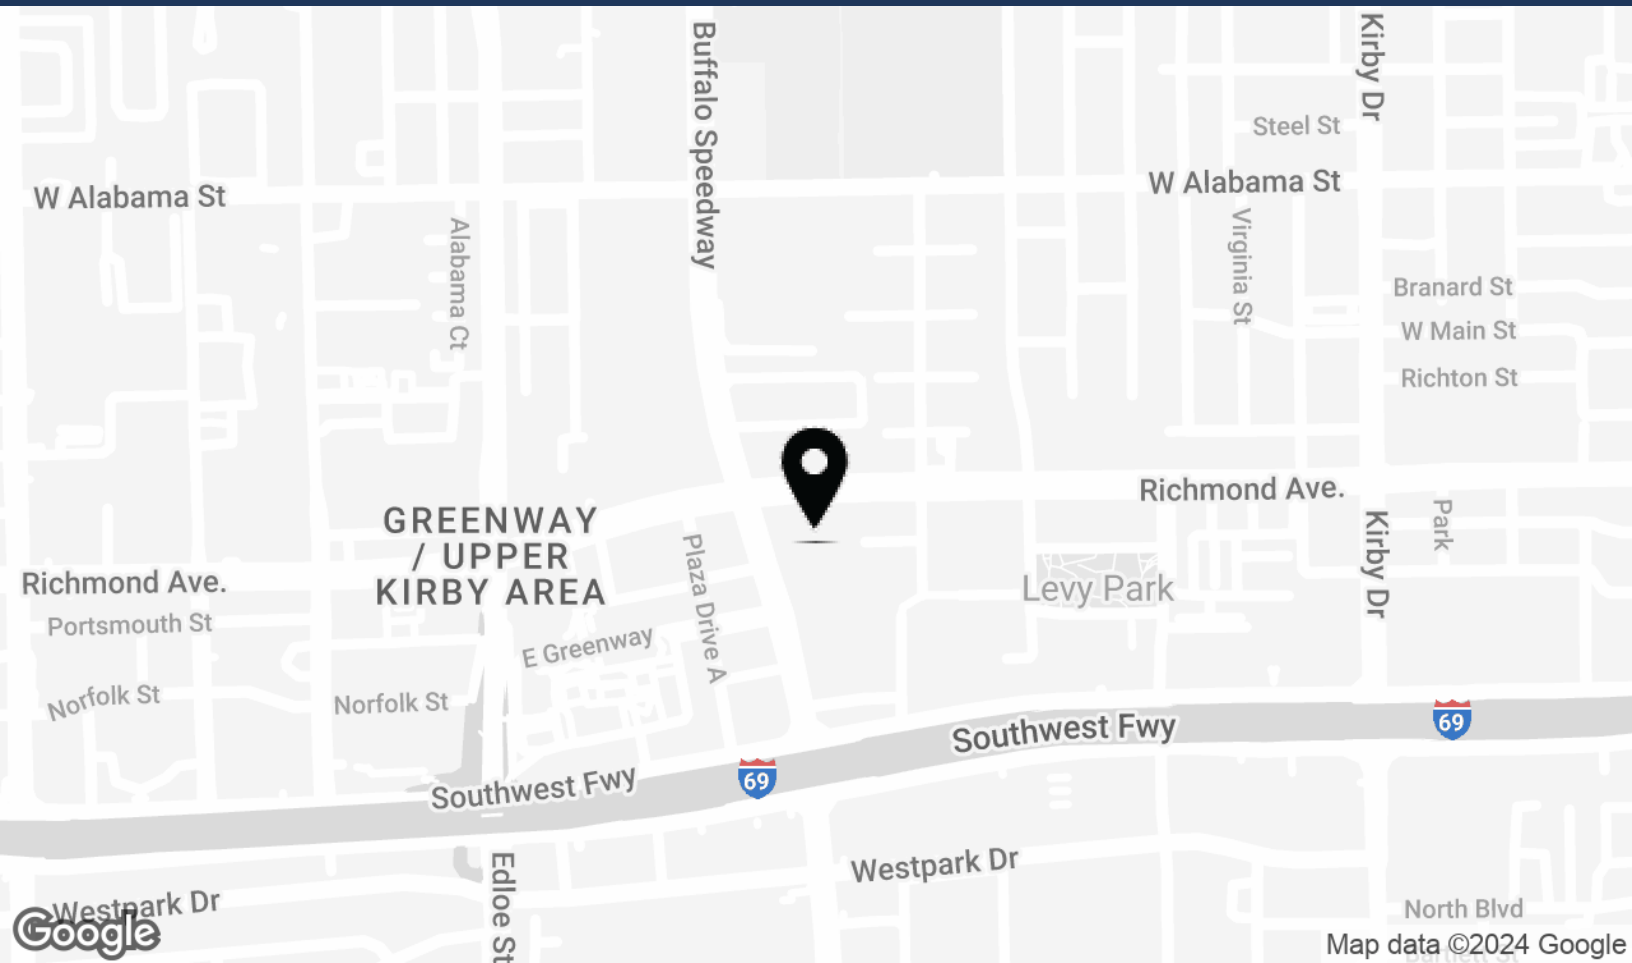 Buffalo Speedway
Kirby Dr
Steel St
W Alabama St
W Alabama St
Alabama Ct
Virginia St
Branard St
W Main St
Richton St
Richmond Ave.
GREENWAY
/ UPPER
KIRBY AREA
Park
Kirby Dr
Plaza Drive A
Levy Park
Richmond Ave.
Portsmouth St
E Greenway
Norfolk St
Norfolk St
69
Southwest Fwy
69
Southwest Fwy
Westpark Dr
Edloe St
Westpark Dr
North Blvd
Google
Map data ©2024 Google
Bartlett St